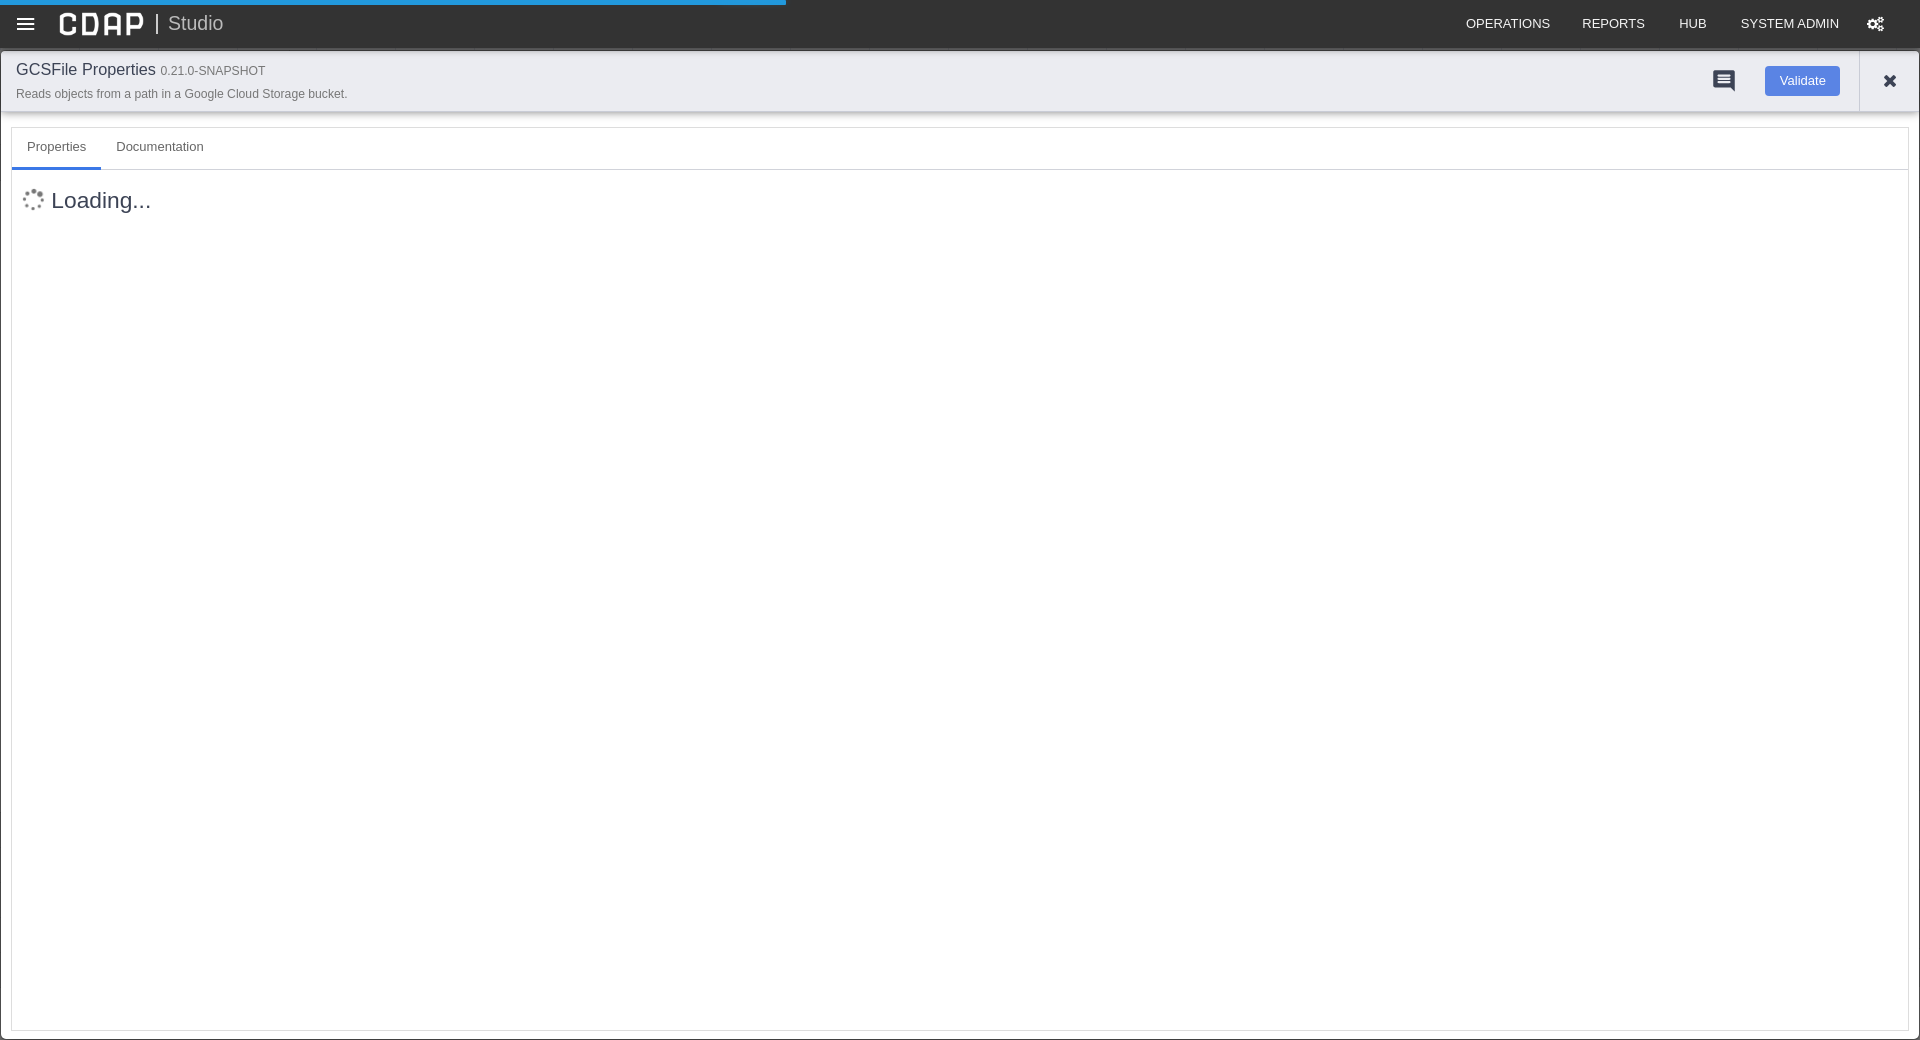 CDAP | Studio
OPERATIONS
REPORTS
HUB
SYSTEM ADMIN
GCSFile Properties 0.21.0-SNAPSHOT
Reads objects from a path in a Google Cloud Storage bucket.
Validate
Properties
Documentation
Loading...